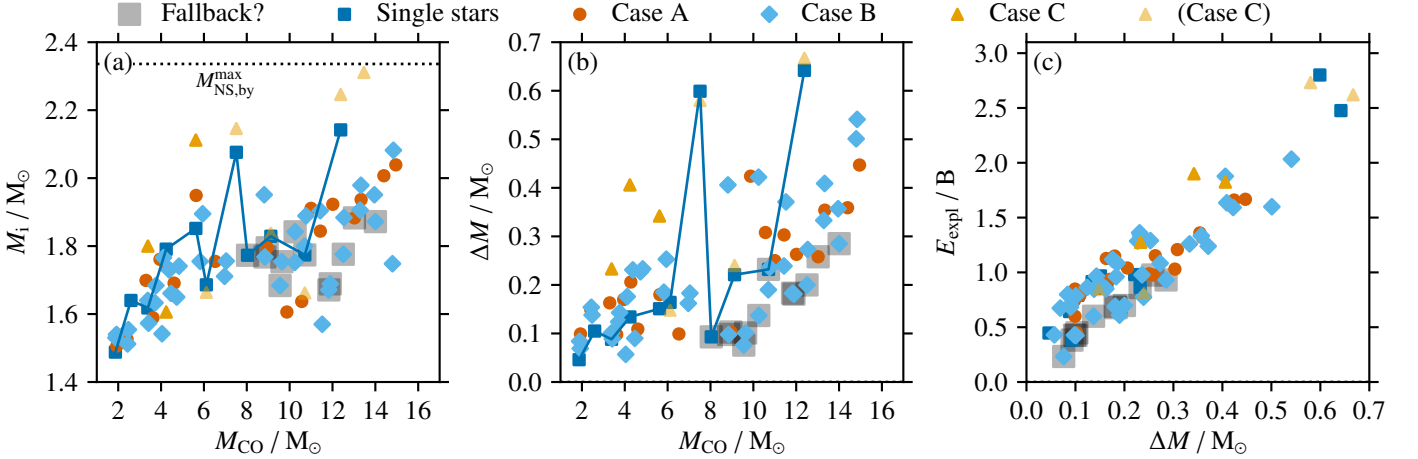 Fallback? Single stars Case A Case B Case C (Case C)
(a)
M_NS,by^max
2.4
2.2
2.0
1.8
1.6
1.4
M_i / M_⊙
2 4 6 8 10 12 14 16
M_CO / M_⊙
(b)
0.7
0.6
0.5
0.4
0.3
0.2
0.1
0.0
ΔM / M_⊙
2 4 6 8 10 12 14 16
M_CO / M_⊙
(c)
3.0
2.5
2.0
1.5
1.0
0.5
0.0
E_expl / B
0.0 0.1 0.2 0.3 0.4 0.5 0.6 0.7
ΔM / M_⊙